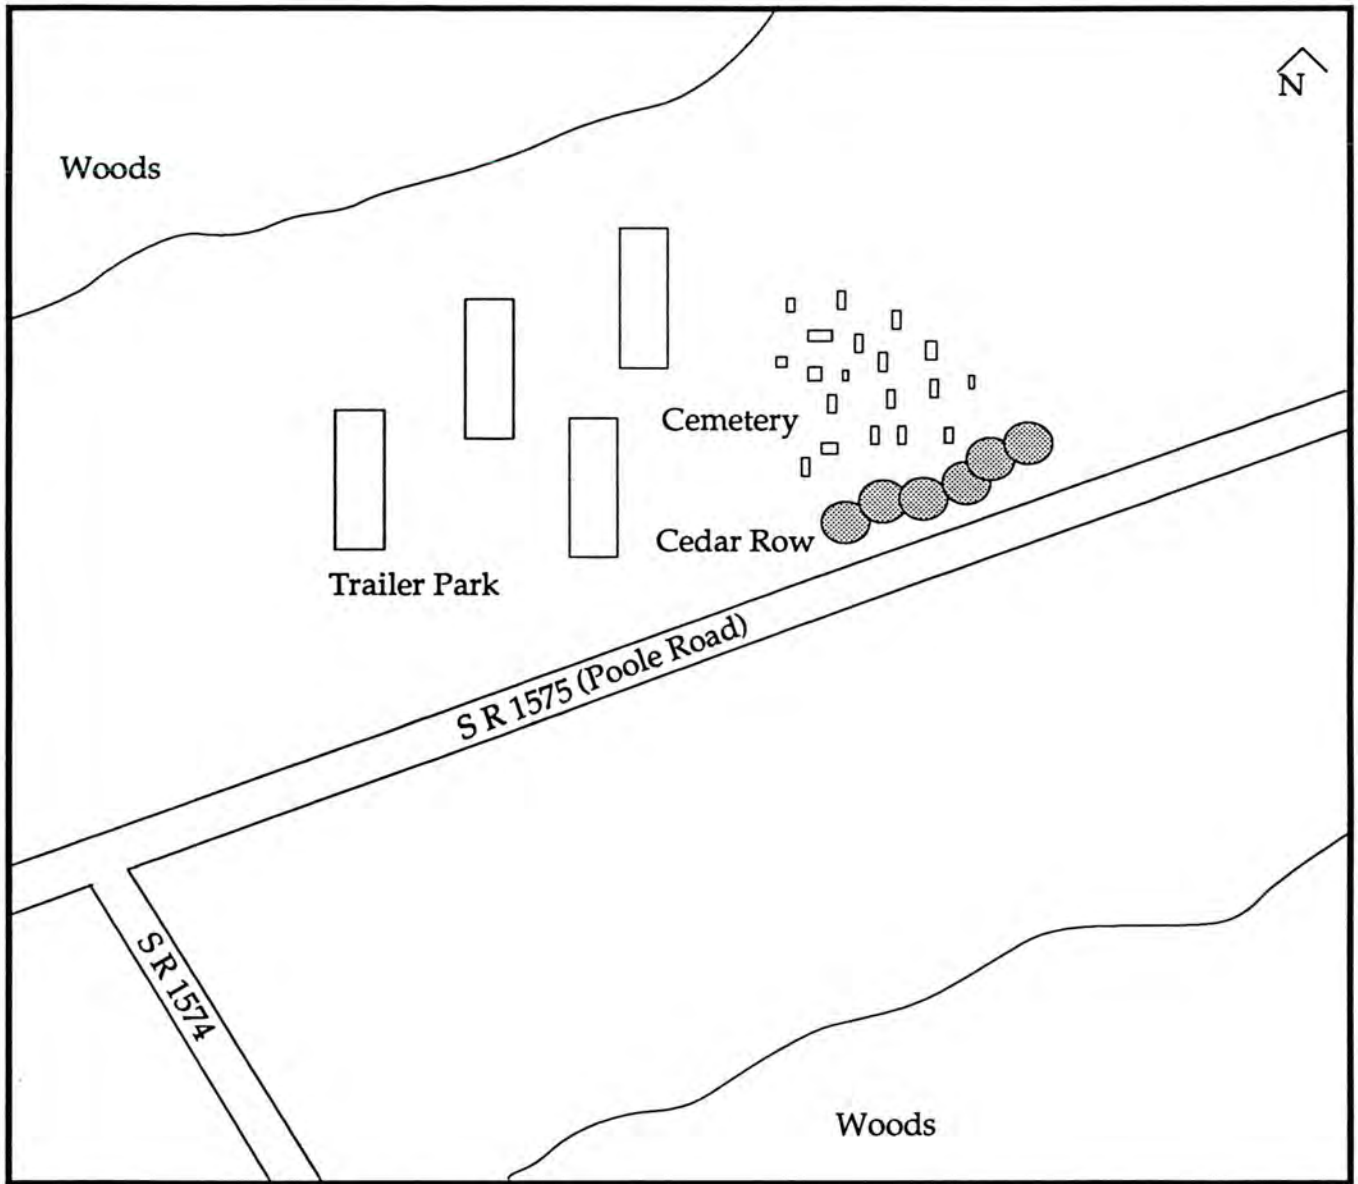 N
Woods
Cemetery
Cedar Row
Trailer Park
S R 1575 (Poole Road)
S R 1574
Woods